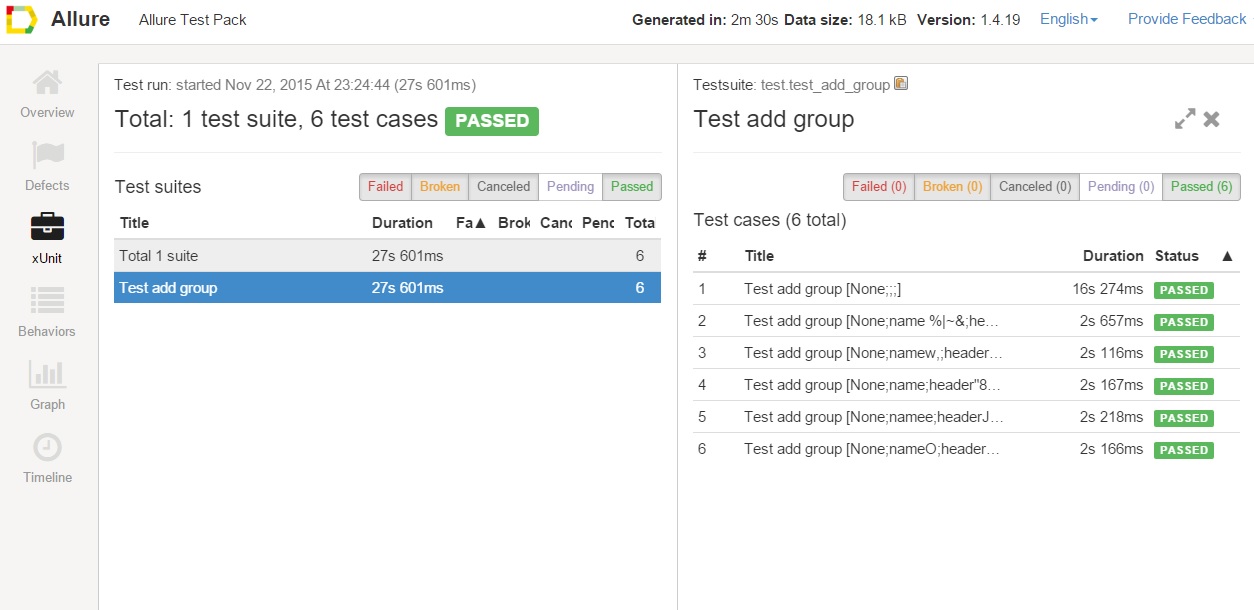 Allure Allure Test Pack Generated in: 2m 30s Data size: 18.1 kB Version: 1.4.19 English Provide Feedback
Overview
Defects
xUnit
Behaviors
Graph
Timeline
Test run: started Nov 22, 2015 At 23:24:44 (27s 601ms)
Total: 1 test suite, 6 test cases PASSED
Test suites Failed Broken Canceled Pending Passed
Title Duration Fa▲ Brok Canc Penc Tota
Total 1 suite 27s 601ms 6
Test add group 27s 601ms 6
Testsuite: test.test_add_group
Test add group
Failed (0) Broken (0) Canceled (0) Pending (0) Passed (6)
Test cases (6 total)
# Title Duration Status ▲
1 Test add group [None;;;] 16s 274ms PASSED
2 Test add group [None;name %|~&;he… 2s 657ms PASSED
3 Test add group [None;namew,;header… 2s 116ms PASSED
4 Test add group [None;name;header"8… 2s 167ms PASSED
5 Test add group [None;namee;headerJ… 2s 218ms PASSED
6 Test add group [None;nameO;header… 2s 166ms PASSED